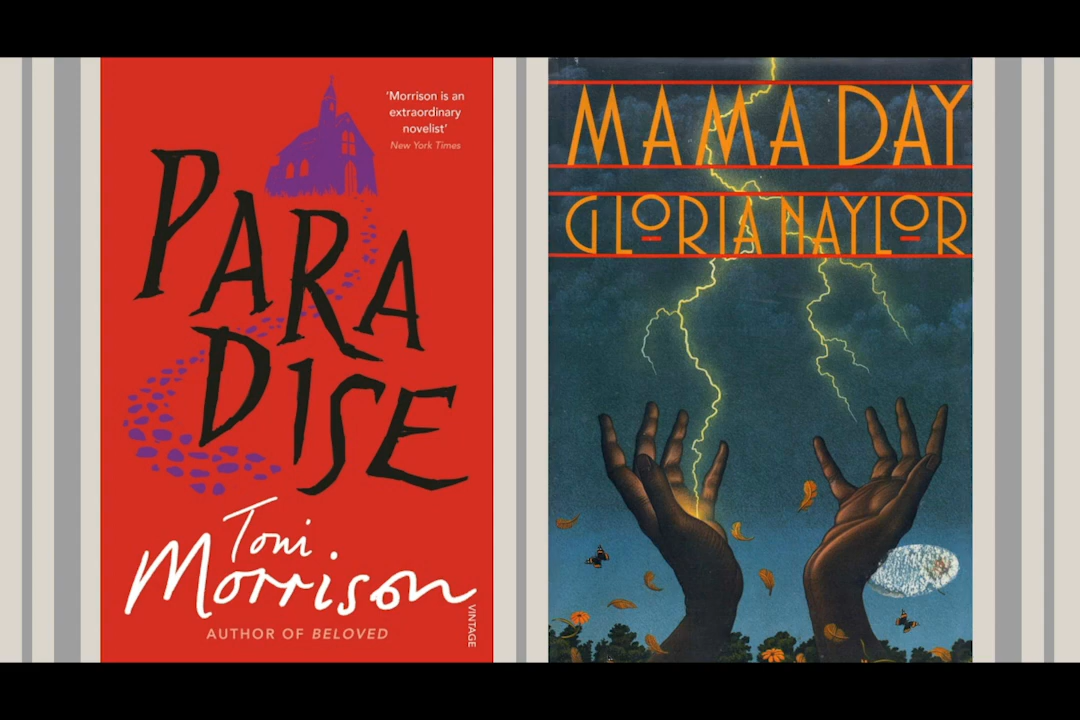 'Morrison is an
extraordinary
novelist'
New York Times
PARA
DISE
Toni
Morrison
AUTHOR OF BELOVED
VINTAGE
MAMA DAY
GLORIA NAYLOR